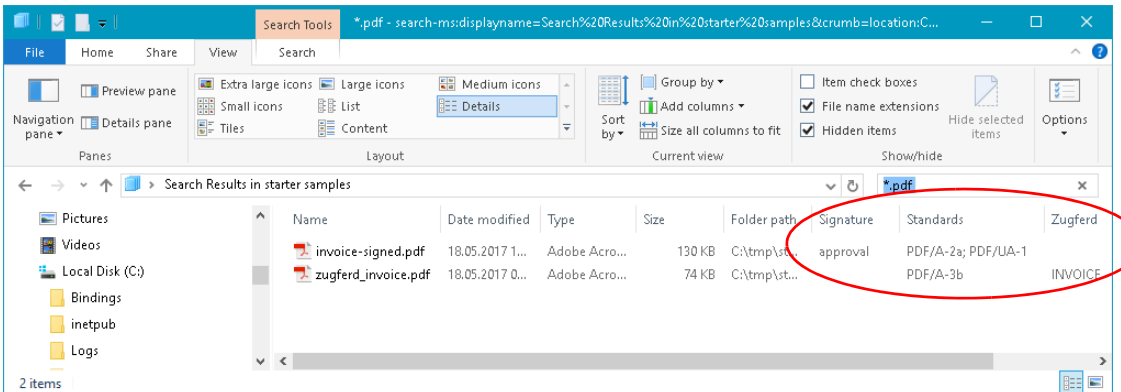 Search Tools *.pdf - search-ms:displayname=Search%20Results%20in%20starter%20samples&crumb=location:C...
File Home Share View Search
Navigation pane
Preview pane
Details pane
Panes
Extra large icons Large icons Medium icons
Small icons List Details
Tiles Content
Layout
Sort by
Group by
Add columns
Size all columns to fit
Current view
Item check boxes
File name extensions
Hidden items
Hide selected items
Show/hide
Options
Search Results in starter samples
*.pdf
Pictures
Videos
Local Disk (C:)
Bindings
inetpub
Logs
Name Date modified Type Size Folder path Signature Standards Zugferd
invoice-signed.pdf 18.05.2017 1... Adobe Acro... 130 KB C:\tmp\st... approval PDF/A-2a; PDF/UA-1
zugferd_invoice.pdf 18.05.2017 0... Adobe Acro... 74 KB C:\tmp\st... PDF/A-3b INVOICE
2 items